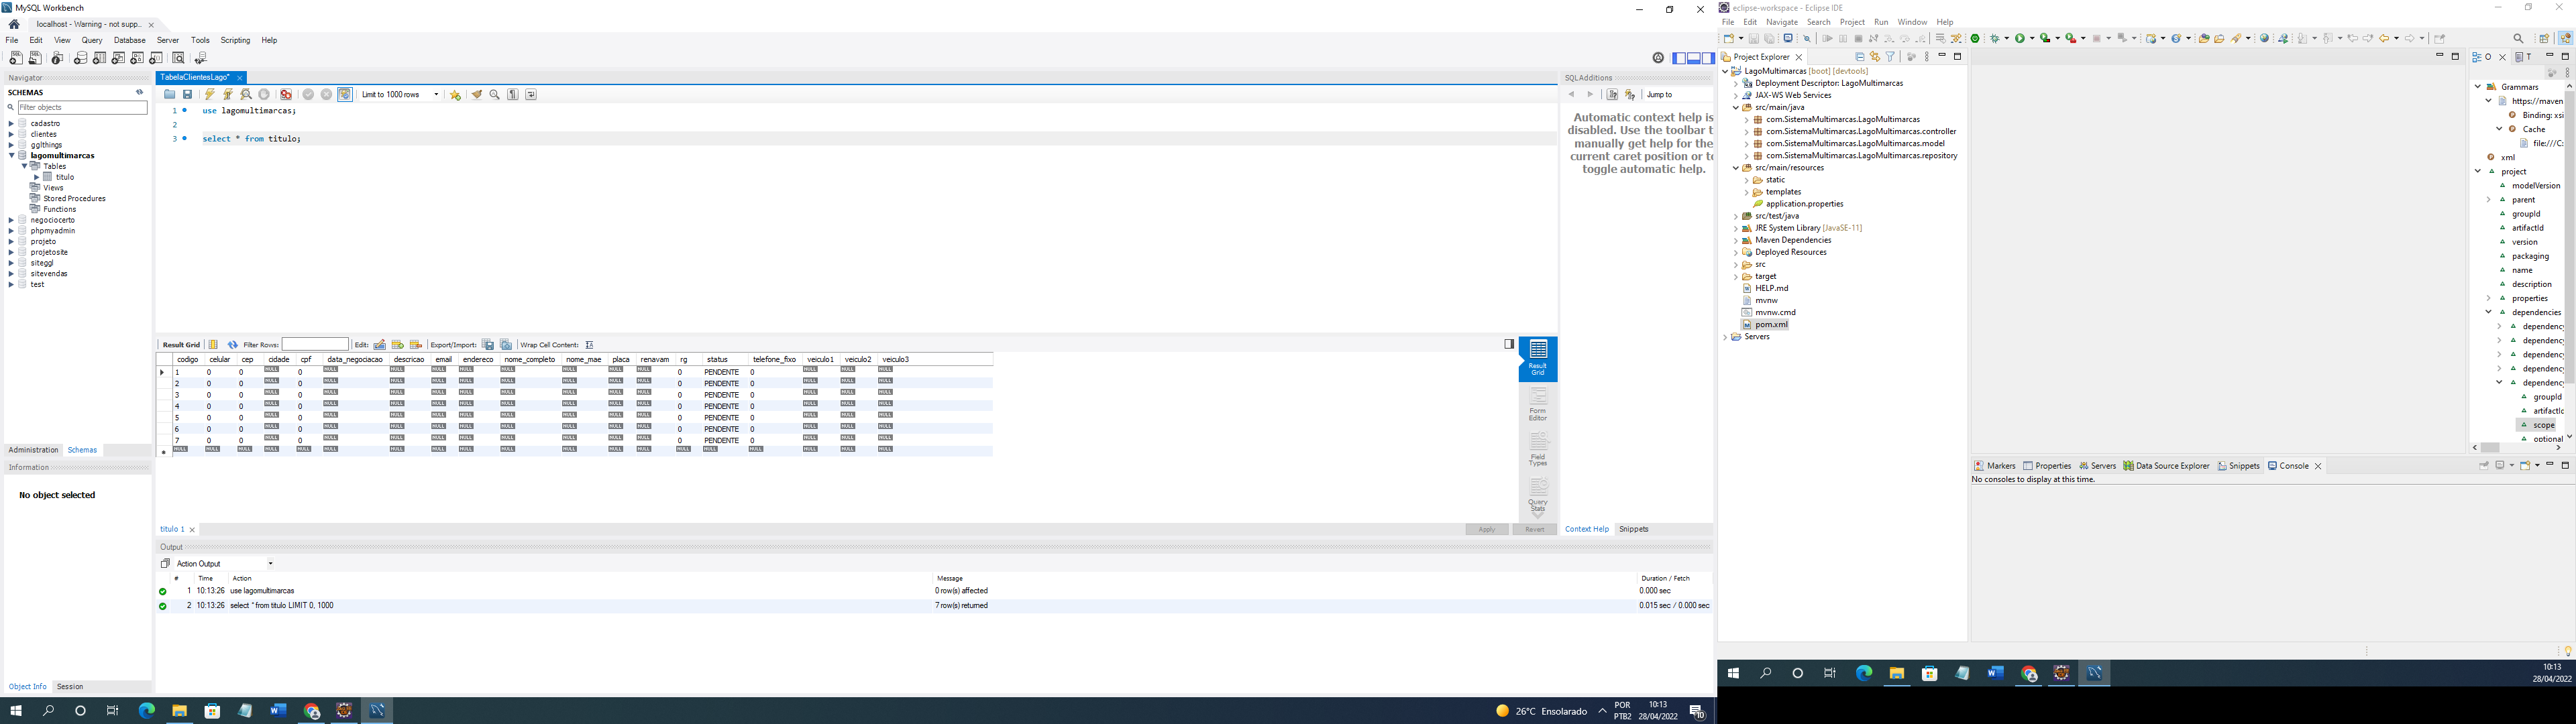 MySQL Workbench
localhost - Warning - not supp...
File Edit View Query Database Server Tools Scripting Help
Navigator
SCHEMAS
Filter objects
cadastro
clientes
gglthings
lagomultimarcas
Tables
titulo
Views
Stored Procedures
Functions
negociocerto
phpmyadmin
projeto
projetosite
siteggl
sitevendas
test
Administration Schemas
Information
No object selected
Object Info Session
TabelaClientesLago*
Limit to 1000 rows
1 use lagomultimarcas;
2
3 select * from titulo;
Result Grid Filter Rows: Edit: Export/Import: Wrap Cell Content:
codigo celular cep cidade cpf data_negociacao descricao email endereco nome_completo nome_mae placa renavam rg status telefone_fixo veiculo1 veiculo2 veiculo3
1 0 0 NULL 0 NULL NULL NULL NULL NULL NULL NULL NULL 0 PENDENTE 0 NULL NULL NULL
2 0 0 NULL 0 NULL NULL NULL NULL NULL NULL NULL NULL 0 PENDENTE 0 NULL NULL NULL
3 0 0 NULL 0 NULL NULL NULL NULL NULL NULL NULL NULL 0 PENDENTE 0 NULL NULL NULL
4 0 0 NULL 0 NULL NULL NULL NULL NULL NULL NULL NULL 0 PENDENTE 0 NULL NULL NULL
5 0 0 NULL 0 NULL NULL NULL NULL NULL NULL NULL NULL 0 PENDENTE 0 NULL NULL NULL
6 0 0 NULL 0 NULL NULL NULL NULL NULL NULL NULL NULL 0 PENDENTE 0 NULL NULL NULL
7 0 0 NULL 0 NULL NULL NULL NULL NULL NULL NULL NULL 0 PENDENTE 0 NULL NULL NULL
NULL NULL NULL NULL NULL NULL NULL NULL NULL NULL NULL NULL NULL NULL NULL NULL NULL NULL NULL
Result Grid
Form Editor
Field Types
Query Stats
titulo 1
Apply Revert
SQLAdditions
Jump to
Automatic context help is
disabled. Use the toolbar t
manually get help for the
current caret position or to
toggle automatic help.
Context Help Snippets
Output
Action Output
# Time Action Message Duration / Fetch
1 10:13:26 use lagomultimarcas 0 row(s) affected 0.000 sec
2 10:13:26 select * from titulo LIMIT 0, 1000 7 row(s) returned 0.015 sec / 0.000 sec
26°C Ensolarado
POR
PTB2
10:13
28/04/2022
10
eclipse-workspace - Eclipse IDE
File Edit Navigate Search Project Run Window Help
Project Explorer
LagoMultimarcas [boot] [devtools]
Deployment Descriptor: LagoMultimarcas
JAX-WS Web Services
src/main/java
com.SistemaMultimarcas.LagoMultimarcas
com.SistemaMultimarcas.LagoMultimarcas.controller
com.SistemaMultimarcas.LagoMultimarcas.model
com.SistemaMultimarcas.LagoMultimarcas.repository
src/main/resources
static
templates
application.properties
src/test/java
JRE System Library [JavaSE-11]
Maven Dependencies
Deployed Resources
src
target
HELP.md
mvnw
mvnw.cmd
pom.xml
Servers
O T
Grammars
https://maven
Binding: xsi
Cache
file:///C:
xml
project
modelVersion
parent
groupId
artifactId
version
packaging
name
description
properties
dependencies
dependency
dependency
dependency
dependency
dependency
groupId
artifactId
scope
optional
Markers Properties Servers Data Source Explorer Snippets Console
No consoles to display at this time.
10:13
28/04/2022